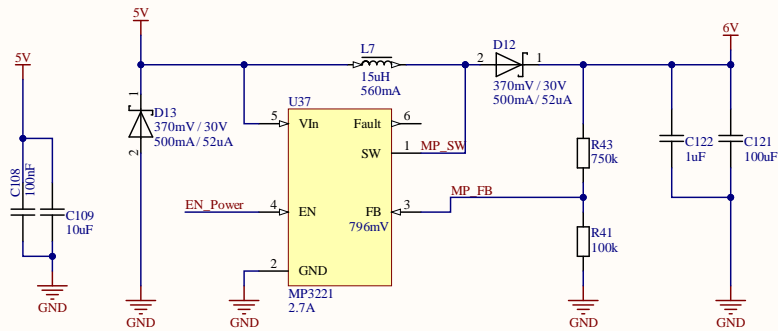 5V
5V
6V
L7
15uH
560mA
2
D12
1
370mV / 30V
500mA / 52uA
1
D13
370mV / 30V
500mA / 52uA
2
U37
5
VIn
Fault
6
SW
1
MP_SW
EN_Power
4
EN
FB
3
MP_FB
796mV
2
GND
MP3221
2.7A
R43
750k
R41
100k
C122
1uF
C121
100uF
C108
100nF
C109
10uF
GND
GND
GND
GND
GND